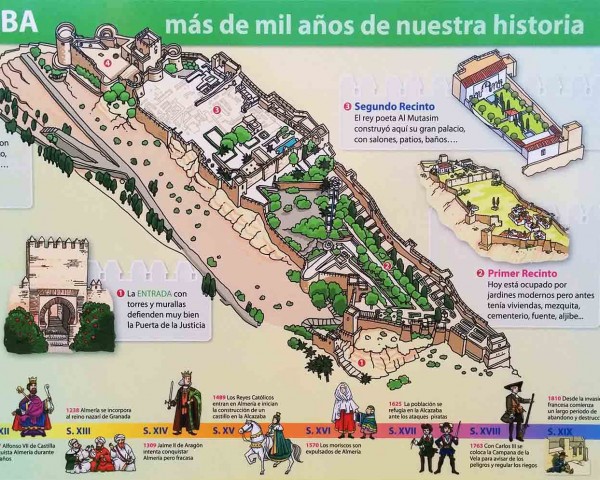 BA más de mil años de nuestra historia
4
3
3 Segundo Recinto
El rey poeta Al Mutasim
construyó aquí su gran palacio,
con salones, patios, baños….
on
o,
2
2 Primer Recinto
Hoy está ocupado por
jardines modernos pero antes
tenía viviendas, mezquita,
cementerio, fuente, aljibe...
1 La ENTRADA con
torres y murallas
defienden muy bien
la Puerta de la Justicia
1
1238 Almería se incorpora
al reino nazarí de Granada
1489 Los Reyes Católicos
entran en Almería e inician
la construcción de un
castillo en la Alcazaba
1625 La población se
refugia en la Alcazaba
ante los ataques piratas
1810 Desde la invasi
francesa comienza
un largo periodo de
abandono y destrucc
XII S. XIII S. XIV S. XV S. XVI S. XVII S. XVIII S. XIX
Alfonso VII de Castilla
uista Almería durante
años
1309 Jaime II de Aragón
intenta conquistar
Almería pero fracasa
1570 Los moriscos son
expulsados de Almería
1763 Con Carlos III se
coloca la Campana de la
Vela para avisar de los
peligros y regular los riegos